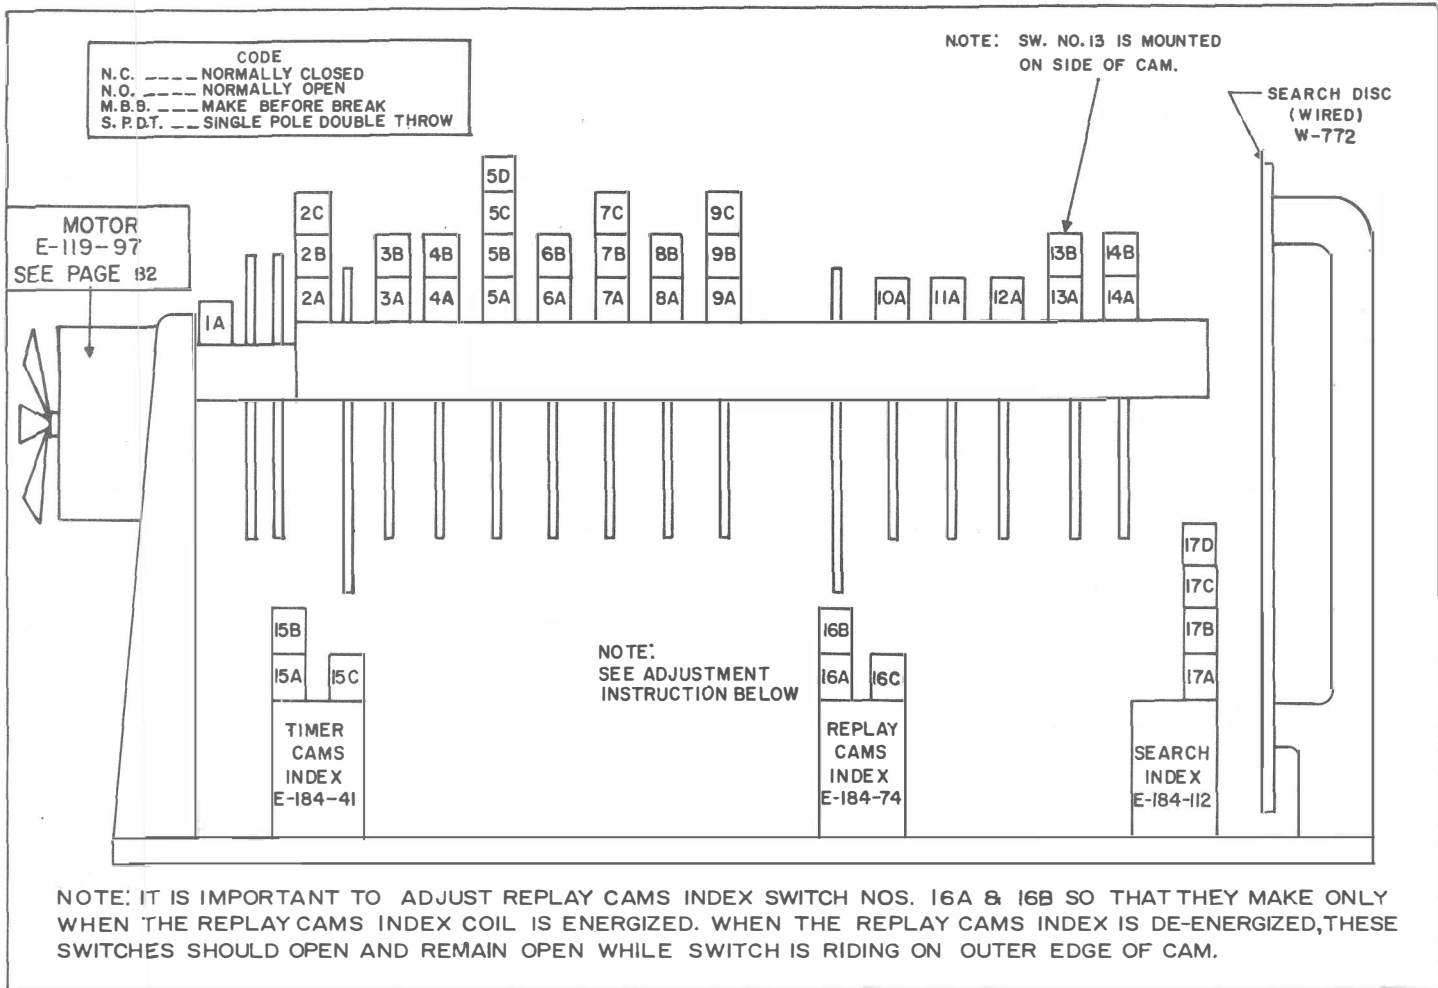 CODE
N.C. ---- NORMALLY CLOSED
N.O. ---- NORMALLY OPEN
M.B.B. ---- MAKE BEFORE BREAK
S.P.D.T. -- SINGLE POLE DOUBLE THROW
NOTE: SW. NO. 13 IS MOUNTED
ON SIDE OF CAM.
SEARCH DISC
(WIRED)
W-772
MOTOR
E-119-97
SEE PAGE
1A
2C
2B
2A
3B
3A
4B
4A
5D
5C
5B
5A
6B
6A
7C
7B
7A
8B
8A
9C
9B
9A
10A
11A
12A
13B
13A
14B
14A
15B
15A
15C
TIMER
CAMS
INDEX
E-184-41
NOTE:
SEE ADJUSTMENT
INSTRUCTION BELOW
16B
16A
16C
REPLAY
CAMS
INDEX
E-184-74
17D
17C
17B
17A
SEARCH
INDEX
E-184-112
NOTE: IT IS IMPORTANT TO ADJUST REPLAY CAMS INDEX SWITCH NOS. 16A & 16B SO THAT THEY MAKE ONLY
WHEN THE REPLAY CAMS INDEX COIL IS ENERGIZED. WHEN THE REPLAY CAMS INDEX IS DE-ENERGIZED, THESE
SWITCHES SHOULD OPEN AND REMAIN OPEN WHILE SWITCH IS RIDING ON OUTER EDGE OF CAM.